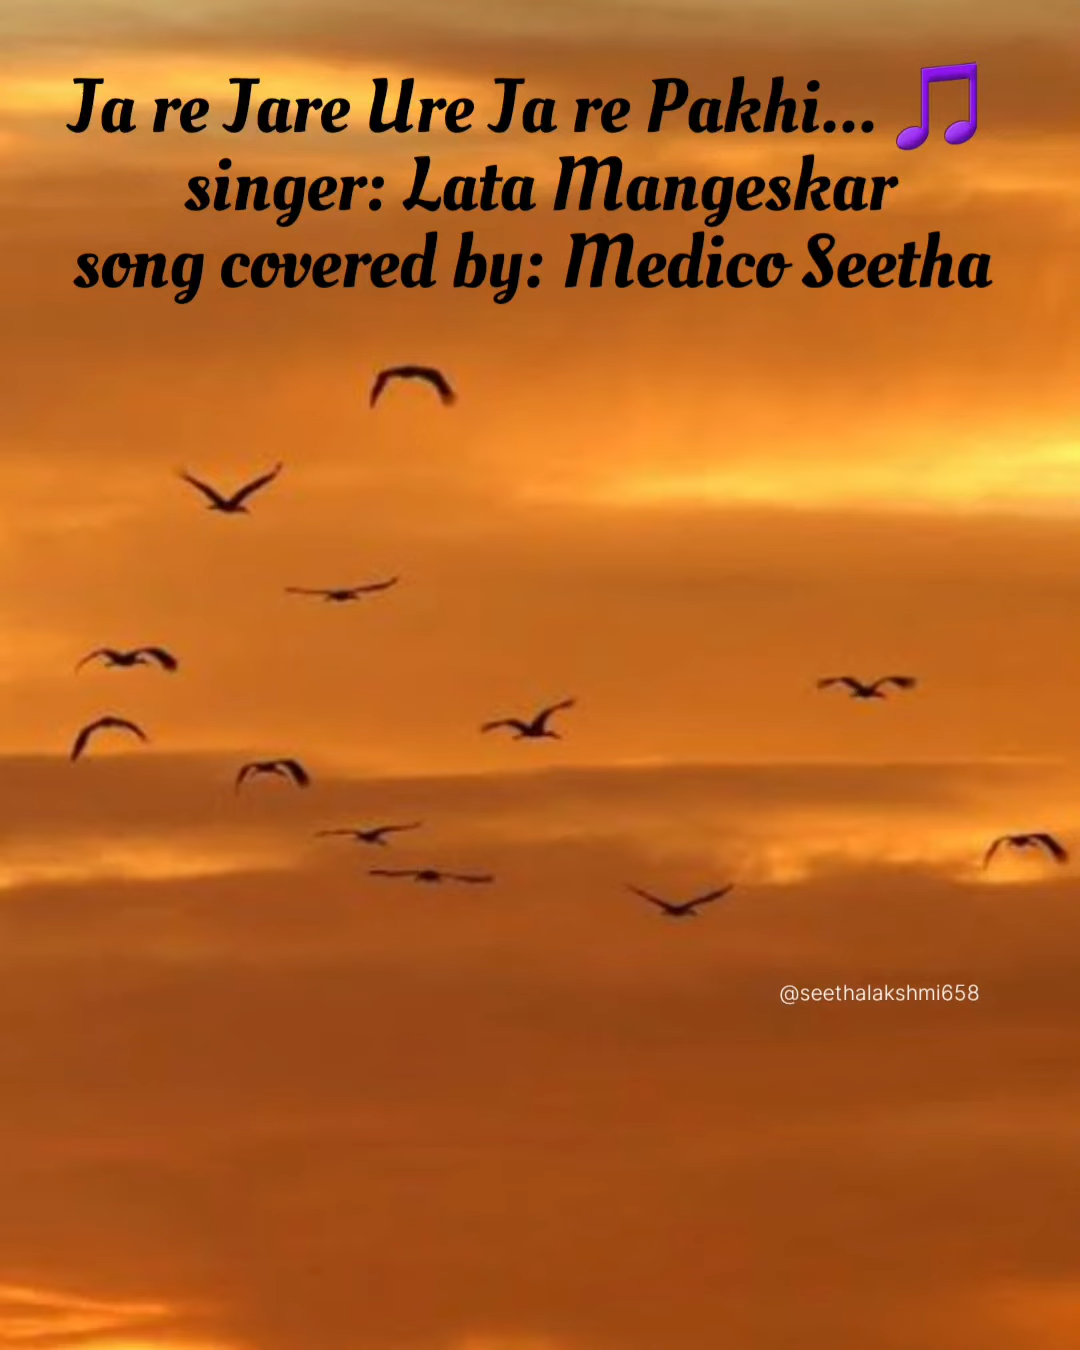 Ja re Jare Ure Ja re Pakhi... 🎵
singer: Lata Mangeskar
song covered by: Medico Seetha
@seethalakshmi658